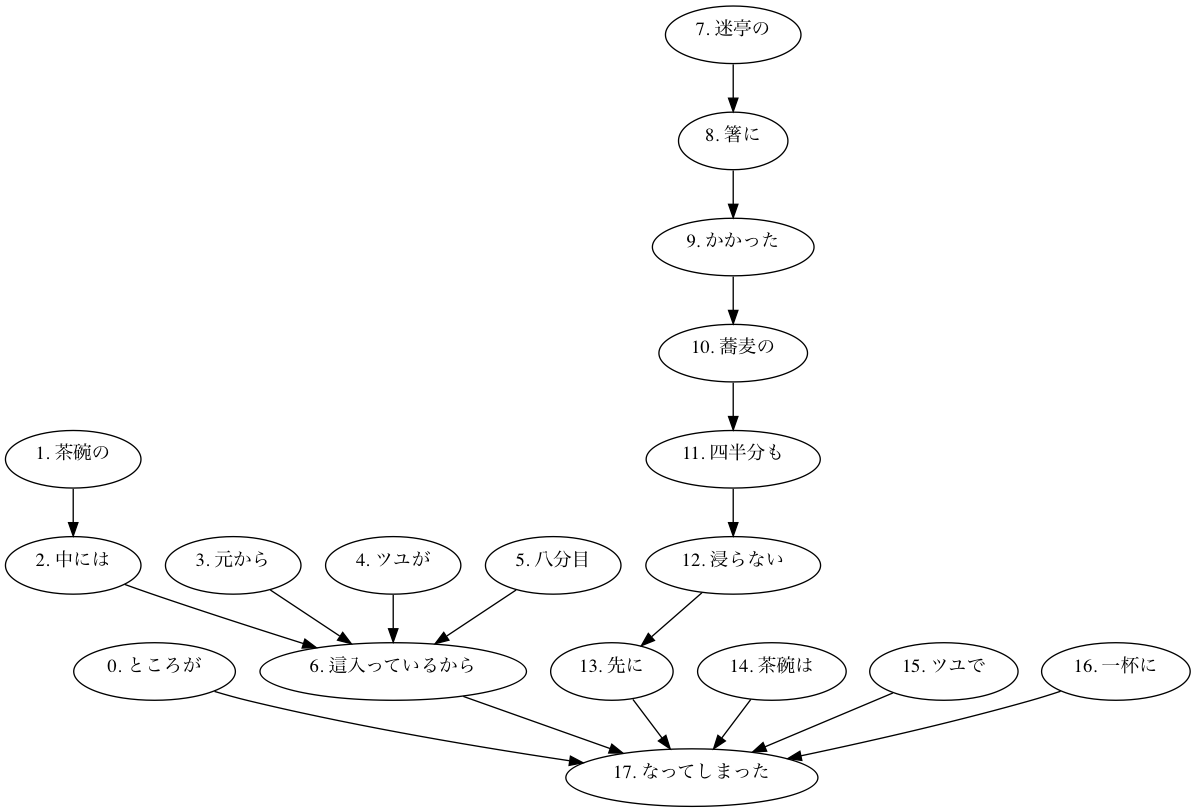 7. 迷亭の
8. 箸に
9. かかった
10. 蕎麦の
11. 四半分も
1. 茶碗の
2. 中には
3. 元から
4. ツユが
5. 八分目
12. 浸らない
0. ところが
6. 這入っているから
13. 先に
14. 茶碗は
15. ツユで
16. 一杯に
17. なってしまった